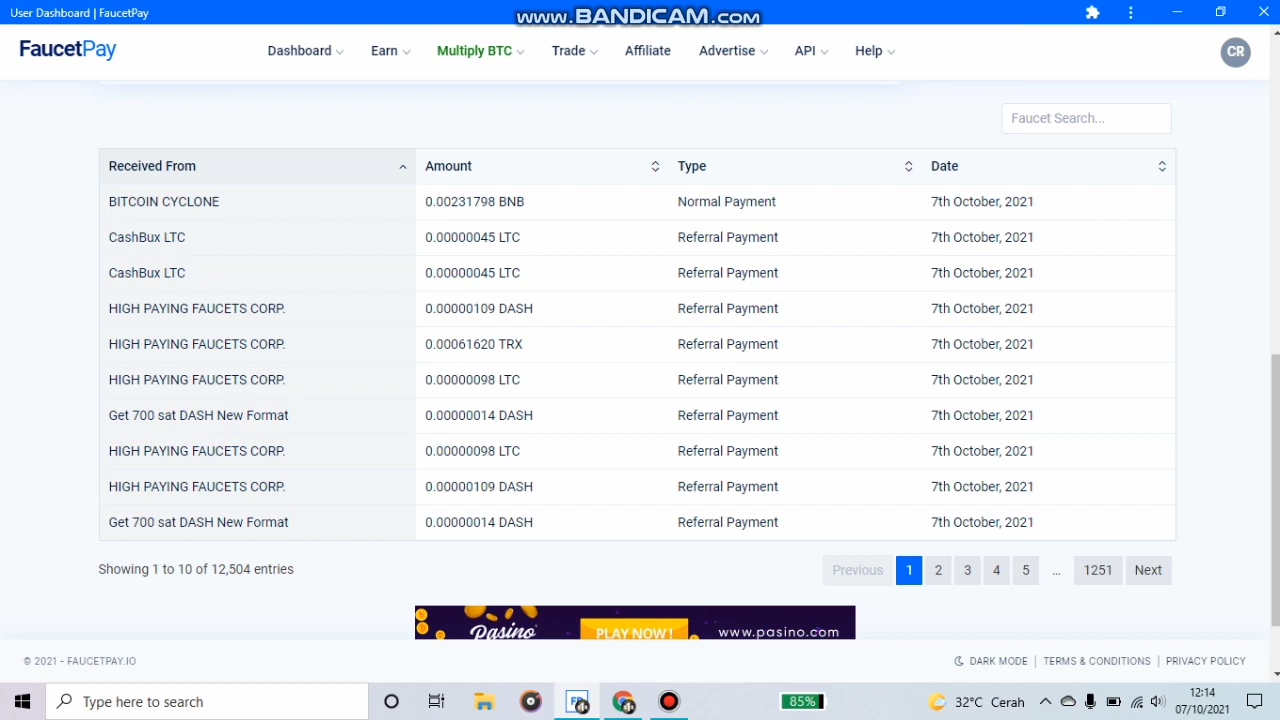 User Dashboard | FaucetPay
www.BANDICAM.com
FaucetPay Dashboard Earn Multiply BTC Trade Affiliate Advertise API Help CR
Faucet Search...
Received From Amount Type Date
BITCOIN CYCLONE 0.00231798 BNB Normal Payment 7th October, 2021
CashBux LTC 0.00000045 LTC Referral Payment 7th October, 2021
CashBux LTC 0.00000045 LTC Referral Payment 7th October, 2021
HIGH PAYING FAUCETS CORP. 0.00000109 DASH Referral Payment 7th October, 2021
HIGH PAYING FAUCETS CORP. 0.00061620 TRX Referral Payment 7th October, 2021
HIGH PAYING FAUCETS CORP. 0.00000098 LTC Referral Payment 7th October, 2021
Get 700 sat DASH New Format 0.00000014 DASH Referral Payment 7th October, 2021
HIGH PAYING FAUCETS CORP. 0.00000098 LTC Referral Payment 7th October, 2021
HIGH PAYING FAUCETS CORP. 0.00000109 DASH Referral Payment 7th October, 2021
Get 700 sat DASH New Format 0.00000014 DASH Referral Payment 7th October, 2021
Showing 1 to 10 of 12,504 entries Previous 1 2 3 4 5 ... 1251 Next
Pasino PLAY NOW! www.pasino.com
© 2021 - FAUCETPAY.IO DARK MODE | TERMS & CONDITIONS | PRIVACY POLICY
Type here to search 85% 32°C Cerah 12:14
07/10/2021